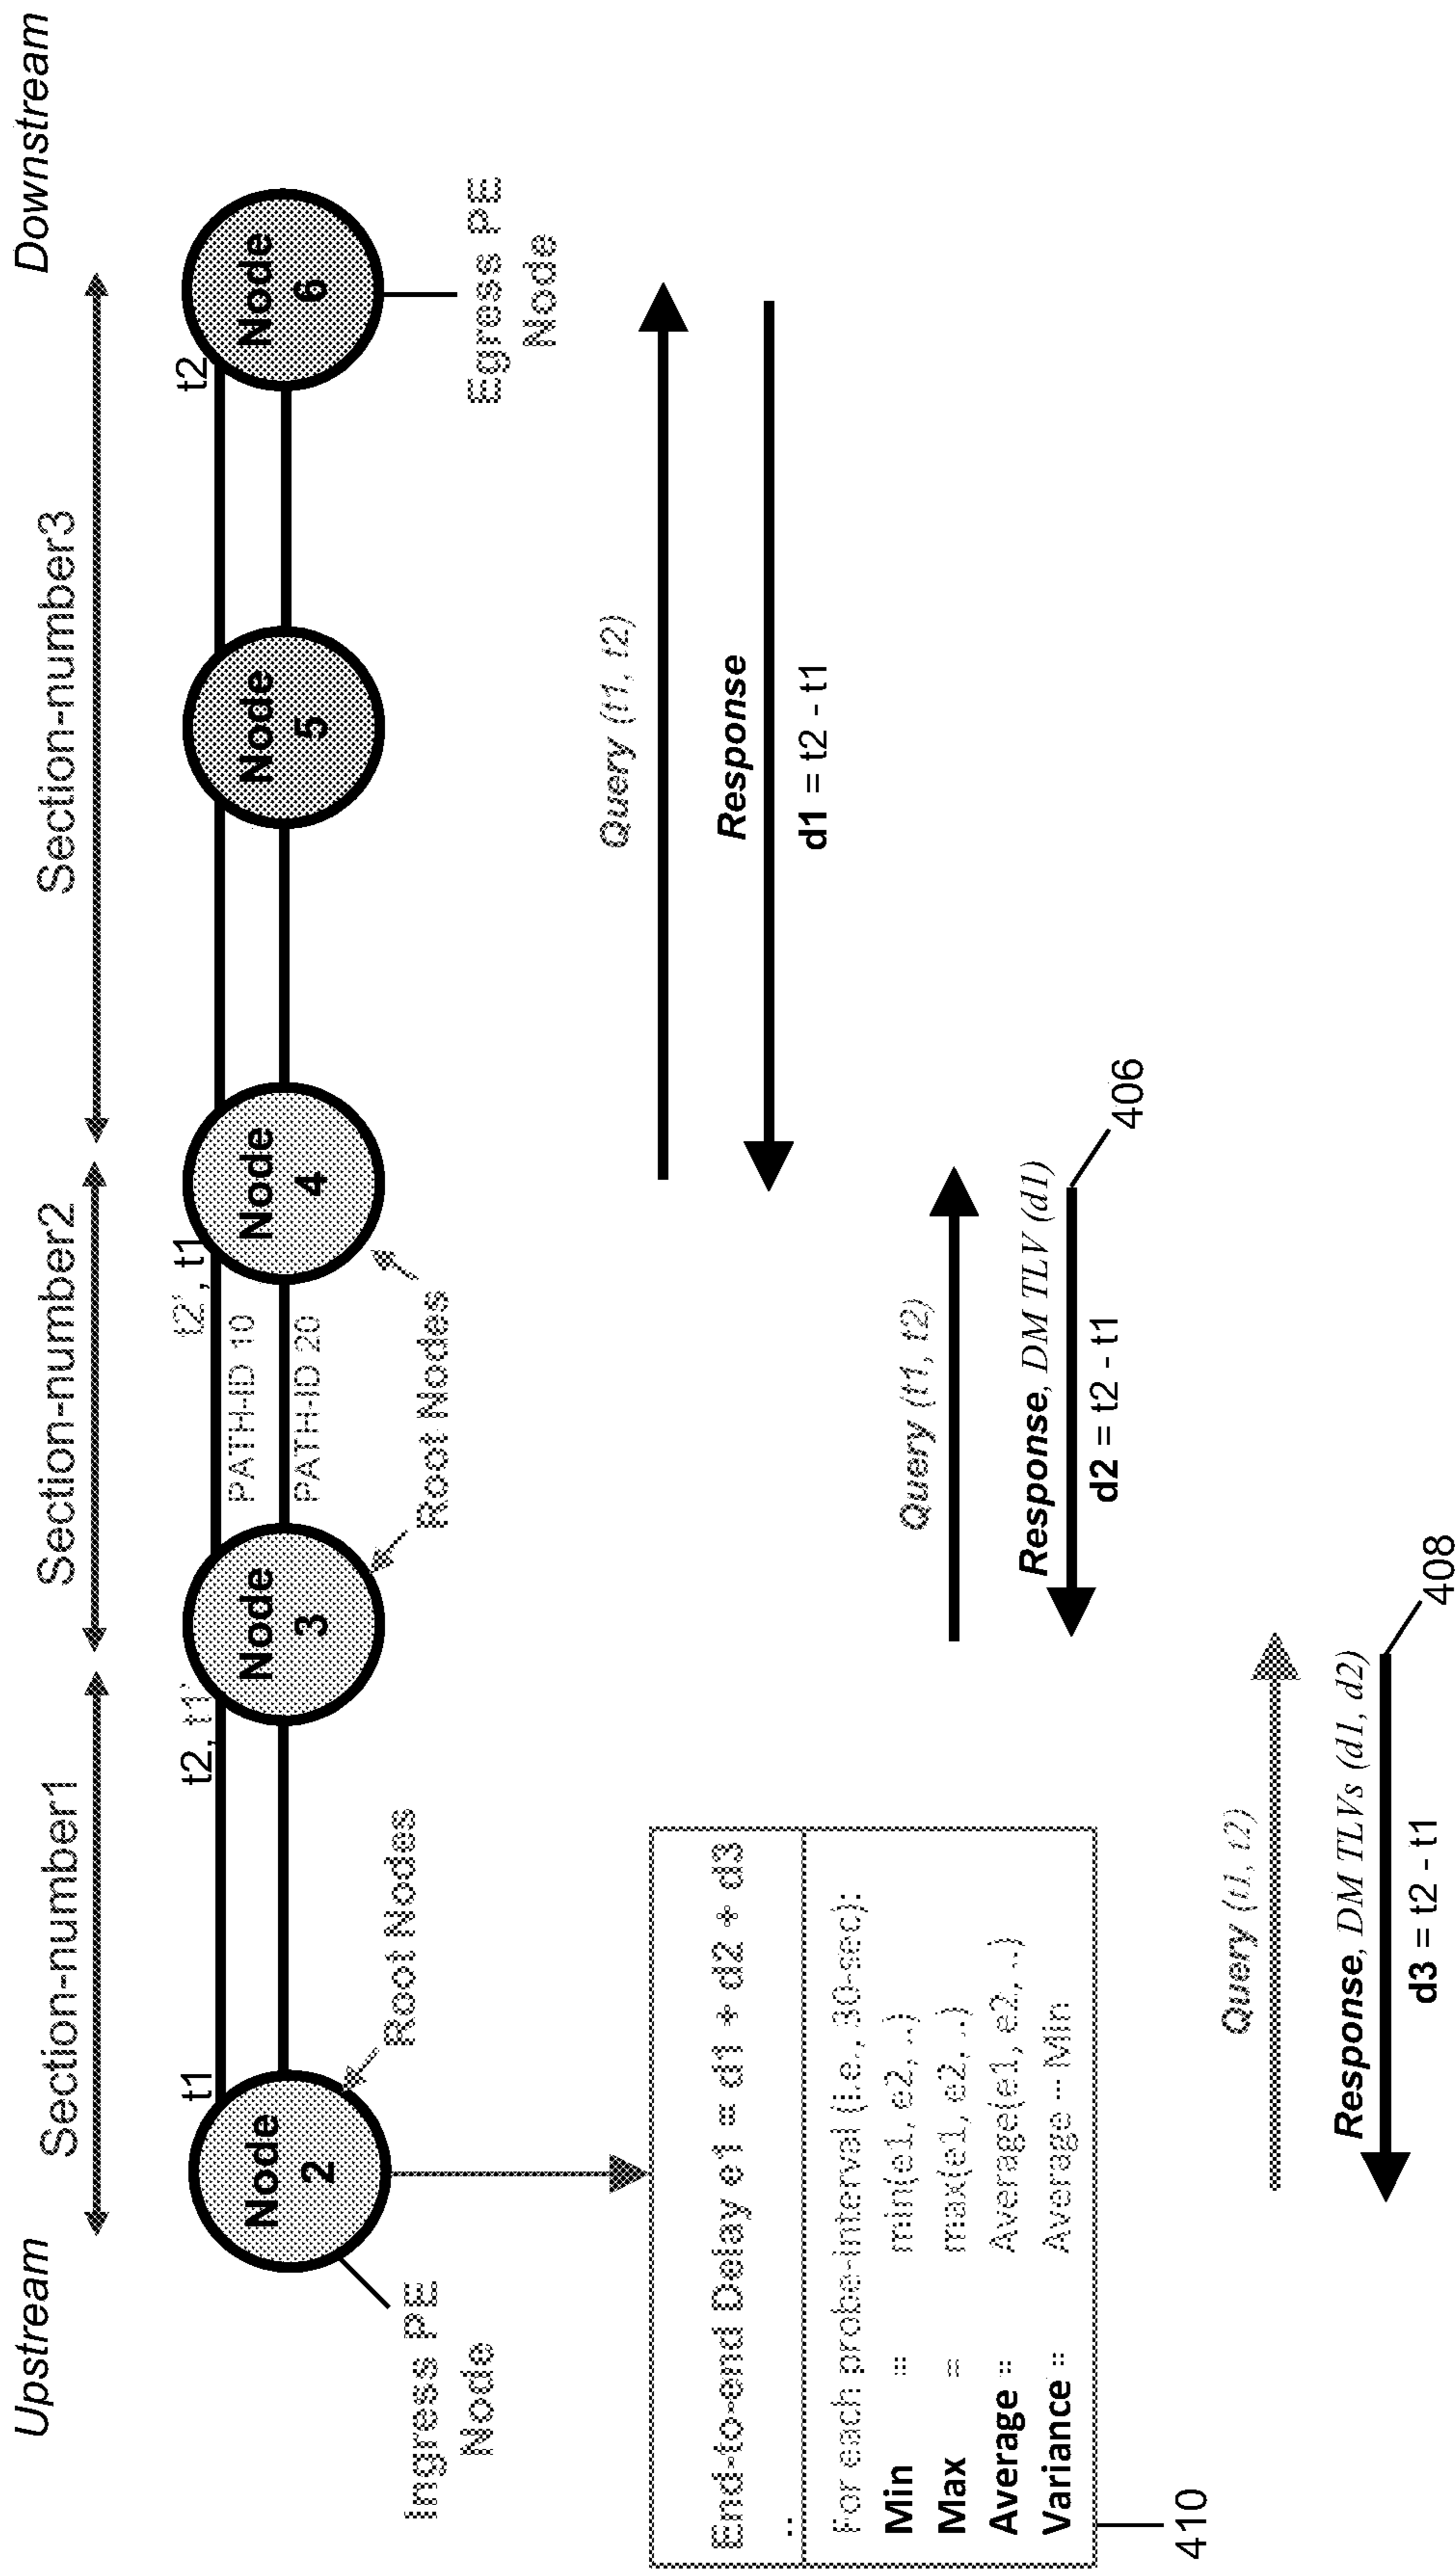 Upstream
Downstream
Section-number1
Section-number2
Section-number3
t1
t2, t1'
t2', t1
t2
PATH-ID 10
PATH-ID 20
Node
2
Node
3
Node
4
Node
5
Node
6
Ingress PE
Node
Root Nodes
Root Nodes
Egress PE
Node
Query (t1, t2)
Response
d1 = t2 - t1
End-to-end Delay e1 = d1 + d2 + d3
..
For each probe-interval (i.e., 30-sec):
Min = min(e1, e2, ..)
Max = max(e1, e2, ..)
Average = Average(e1, e2, ..)
Variance = Average -- Min
410
Query (t1, t2)
Response, DM TLV (d1)
406
d2 = t2 - t1
Query (t1, t2)
Response, DM TLVs (d1, d2)
408
d3 = t2 - t1